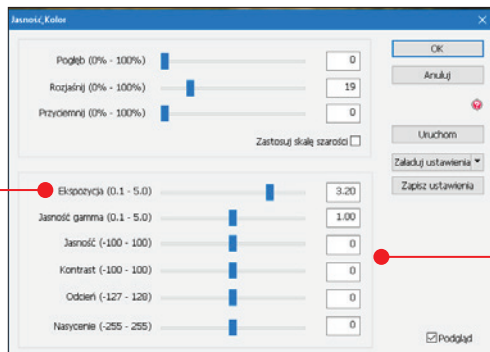 Jasność_Kolor
Pogłęb (0% - 100%) 0
Rozjaśnij (0% - 100%) 19
Przyciemnij (0% - 100%) 0
Zastosuj skalę szarości
Ekspozycja (0.1 - 5.0) 3.20
Jasność gamma (0.1 - 5.0) 1.00
Jasność (-100 - 100) 0
Kontrast (-100 - 100) 0
Odcień (-127 - 128) 0
Nasycenie (-255 - 255) 0
OK
Anuluj
Uruchom
Załaduj ustawienia
Zapisz ustawienia
Podgląd